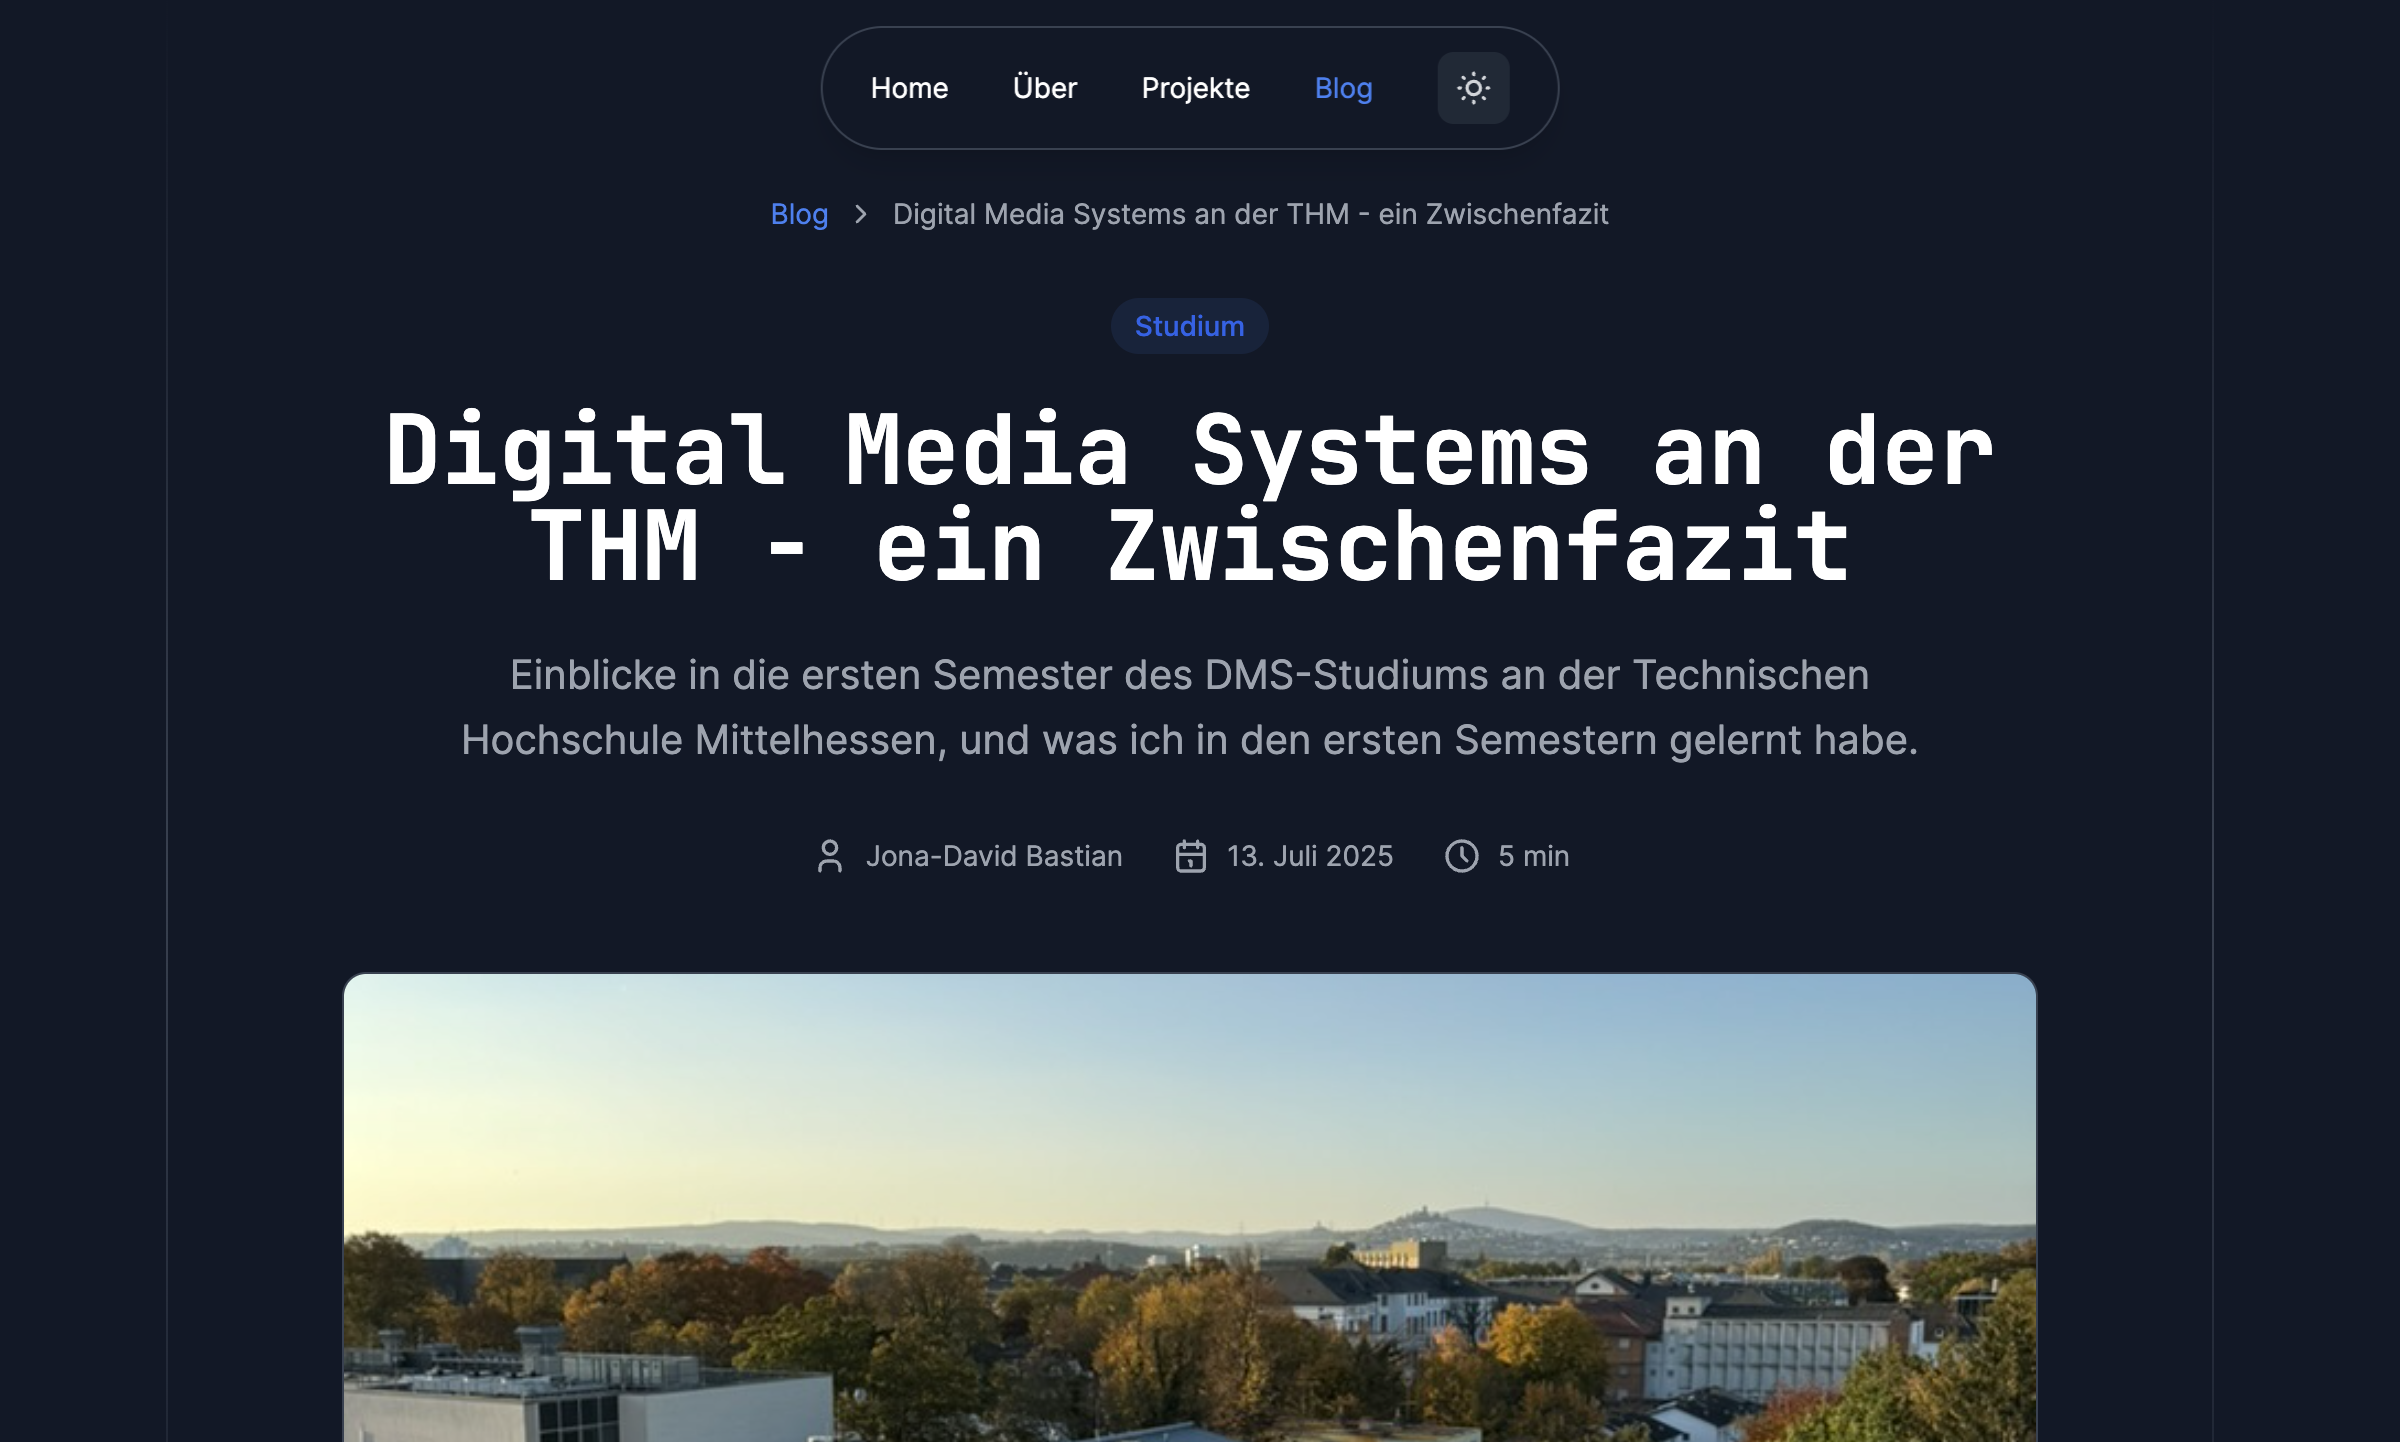 Home Über Projekte Blog
Blog > Digital Media Systems an der THM - ein Zwischenfazit
Studium
Digital Media Systems an der
THM - ein Zwischenfazit
Einblicke in die ersten Semester des DMS-Studiums an der Technischen
Hochschule Mittelhessen, und was ich in den ersten Semestern gelernt habe.
Jona-David Bastian 13. Juli 2025 5 min